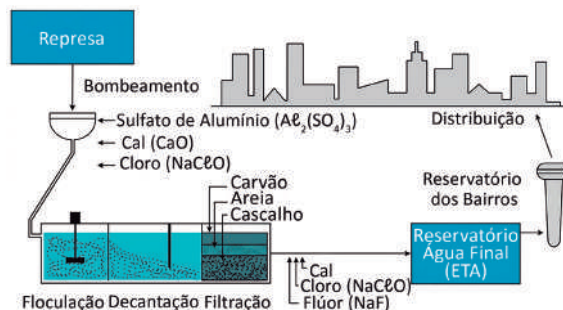 Represa
Bombeamento
Sulfato de Alumínio (Aℓ₂(SO₄)₃)
Cal (CaO)
Cloro (NaCℓO)
Distribuição
Carvão
Areia
Cascalho
Reservatório
dos Bairros
Reservatório
Água Final
(ETA)
Cal
Cloro (NaCℓO)
Flúor (NaF)
Floculação Decantação Filtração